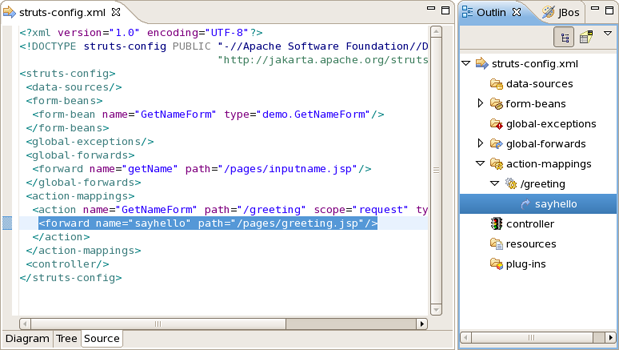 struts-config.xml
<?xml version="1.0" encoding="UTF-8"?>
<!DOCTYPE struts-config PUBLIC "-//Apache Software Foundation//D
"http://jakarta.apache.org/struts
<struts-config>
<data-sources/>
<form-beans>
<form-bean name="GetNameForm" type="demo.GetNameForm"/>
</form-beans>
<global-exceptions/>
<global-forwards>
<forward name="getName" path="/pages/inputname.jsp"/>
</global-forwards>
<action-mappings>
<action name="GetNameForm" path="/greeting" scope="request" ty
<forward name="sayhello" path="/pages/greeting.jsp"/>
</action>
</action-mappings>
<controller/>
</struts-config>
Diagram Tree Source
Outlin JBos
struts-config.xml
data-sources
form-beans
global-exceptions
global-forwards
action-mappings
/greeting
sayhello
controller
resources
plug-ins